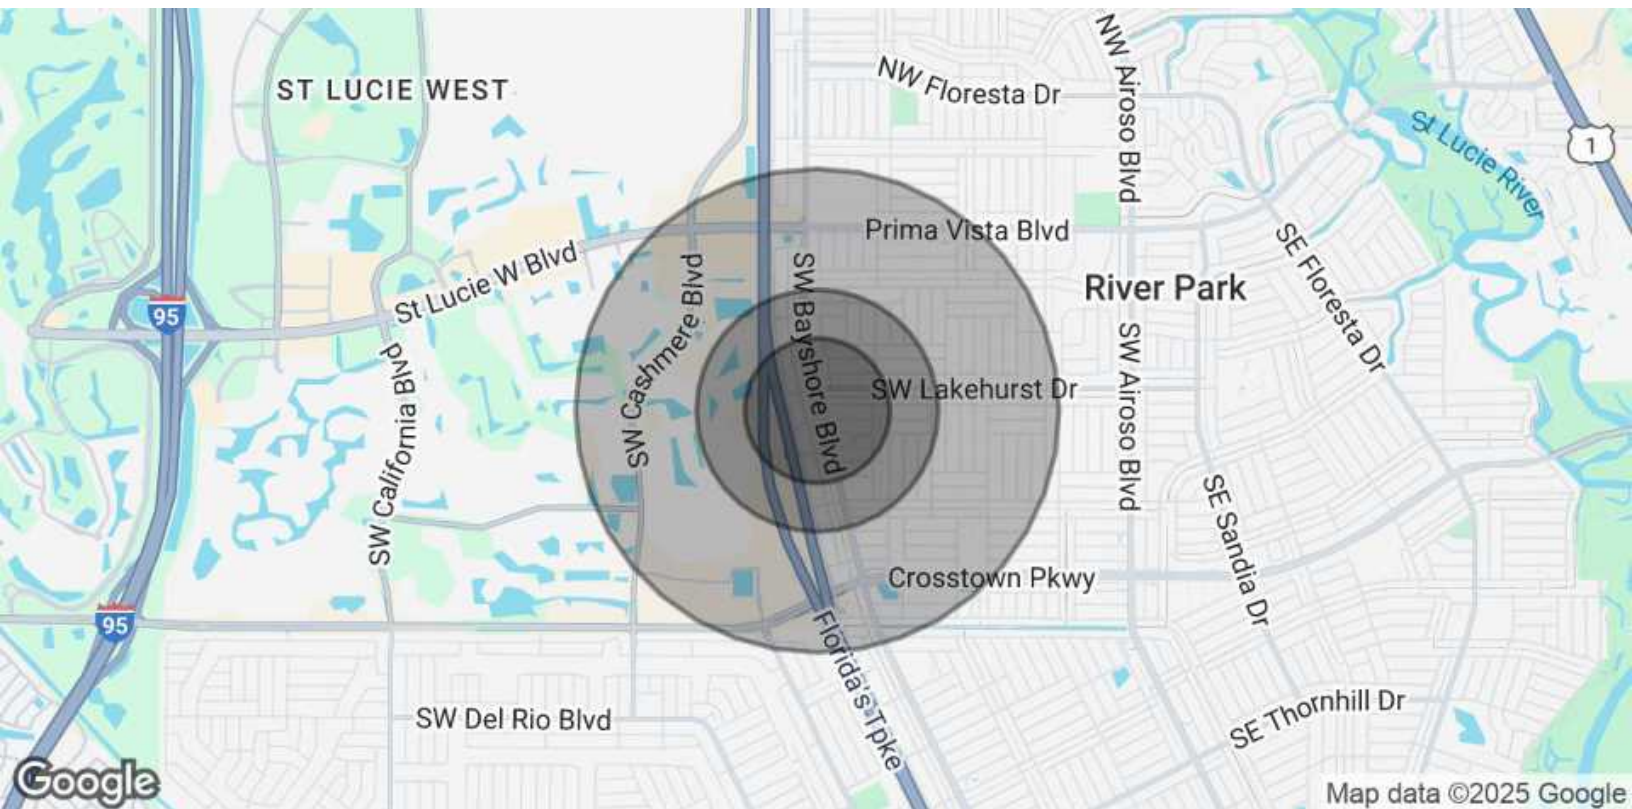 NW Floresta Dr
NW Airoso Blvd
ST LUCIE WEST
St Lucie River
1
Prima Vista Blvd
SE Floresta Dr
St Lucie W Blvd
SW Cashmere Blvd
SW Bayshore Blvd
River Park
95
SW California Blvd
SW Lakehurst Dr
SW Airoso Blvd
SE Sandia Dr
Crosstown Pkwy
95
Florida's Tpke
SW Del Rio Blvd
SE Thornhill Dr
Google
Map data ©2025 Google